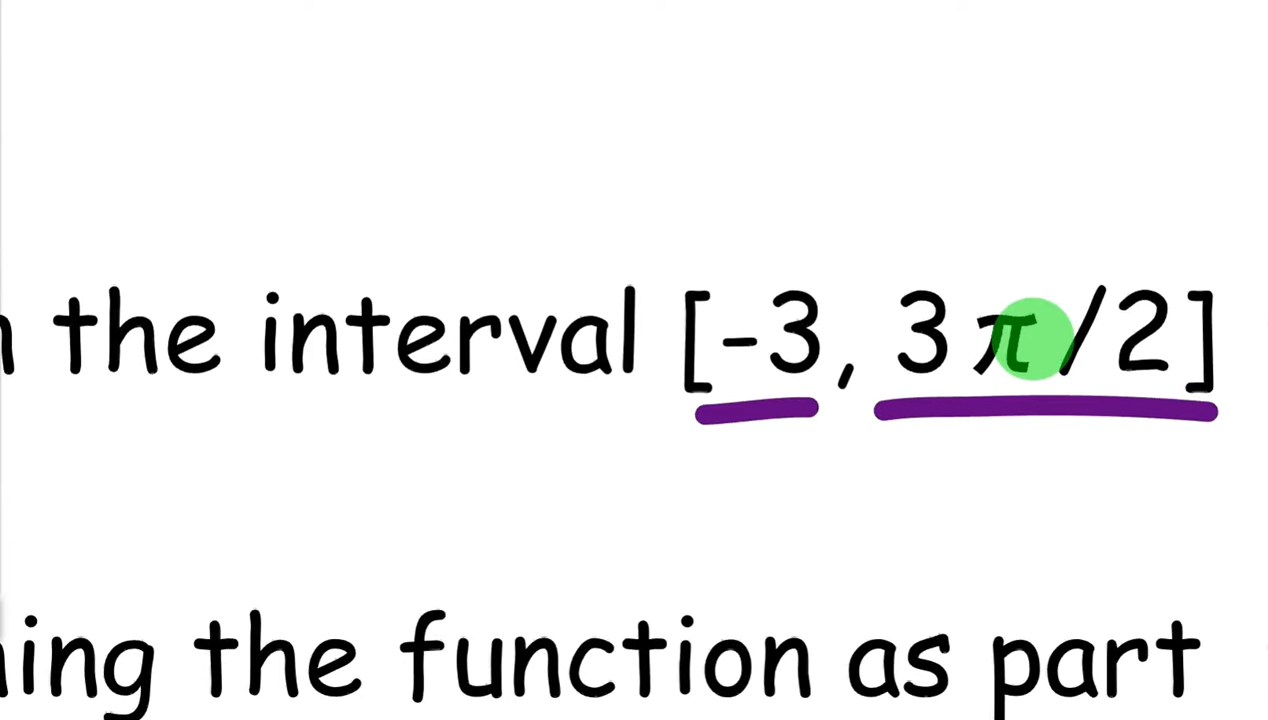 the interval [-3, 3π/2]
the function as part